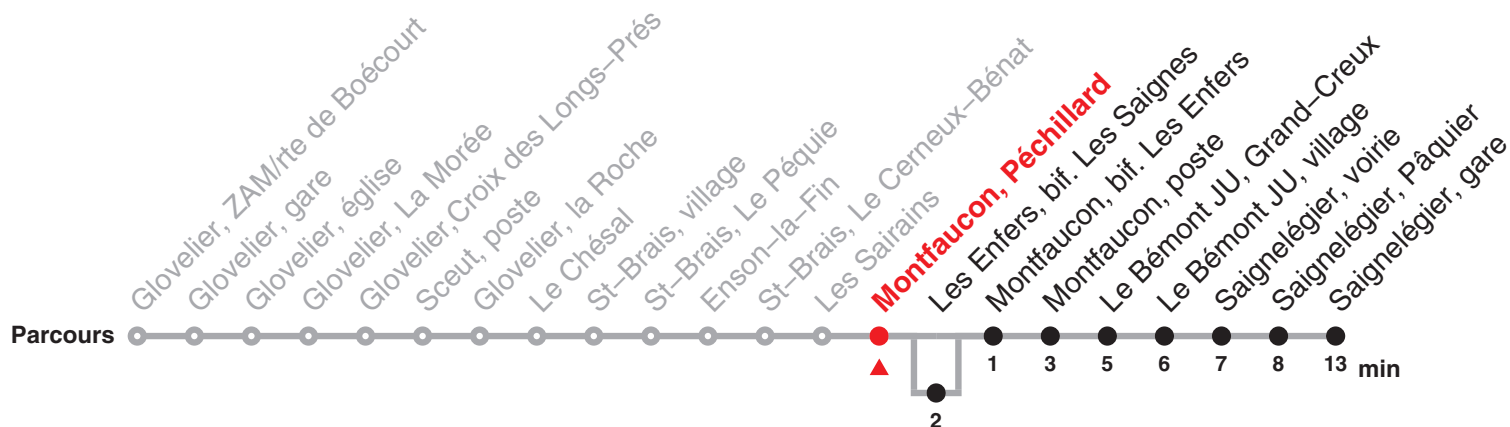 Glovelier, ZAM/rte de Boécourt
Glovelier, gare
Glovelier, église
Glovelier, La Morée
Glovelier, Croix des Longs–Prés
Sceut, poste
Glovelier, la Roche
Le Chésal
St–Brais, village
St–Brais, Le Péquie
Enson–la–Fin
St–Brais, Le Cerneux–Bénat
Les Sairains
Montfaucon, Péchillard
Les Enfers, bif. Les Saignes
Montfaucon, bif. Les Enfers
Montfaucon, poste
Le Bémont JU, Grand–Creux
Le Bémont JU, village
Saignelégier, voirie
Saignelégier, Pâquier
Saignelégier, gare
Parcours
1 3 5 6 7 8 13 min
2